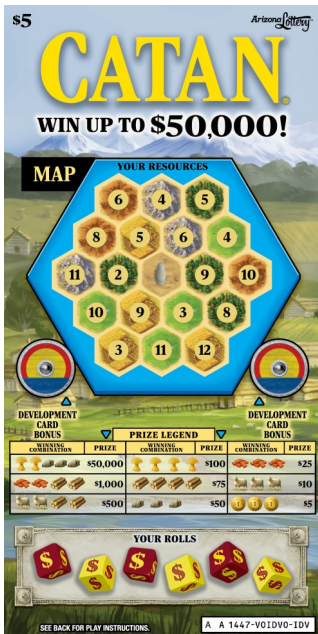 $5
Arizona Lottery
CATAN®
WIN UP TO $50,000!
MAP
YOUR RESOURCES
6 4 5
8 5 6 4
11 2 9 10
10 9 3 8
3 11 12
DEVELOPMENT CARD BONUS
DEVELOPMENT CARD BONUS
PRIZE LEGEND
WINNING COMBINATION PRIZE WINNING COMBINATION PRIZE WINNING COMBINATION PRIZE
$50,000 $100 $25
$1,000 $75 $10
$500 $50 $5
YOUR ROLLS
$ $ $ $ $ $
SEE BACK FOR PLAY INSTRUCTIONS.
A A 1447-VOIDVO-IDV